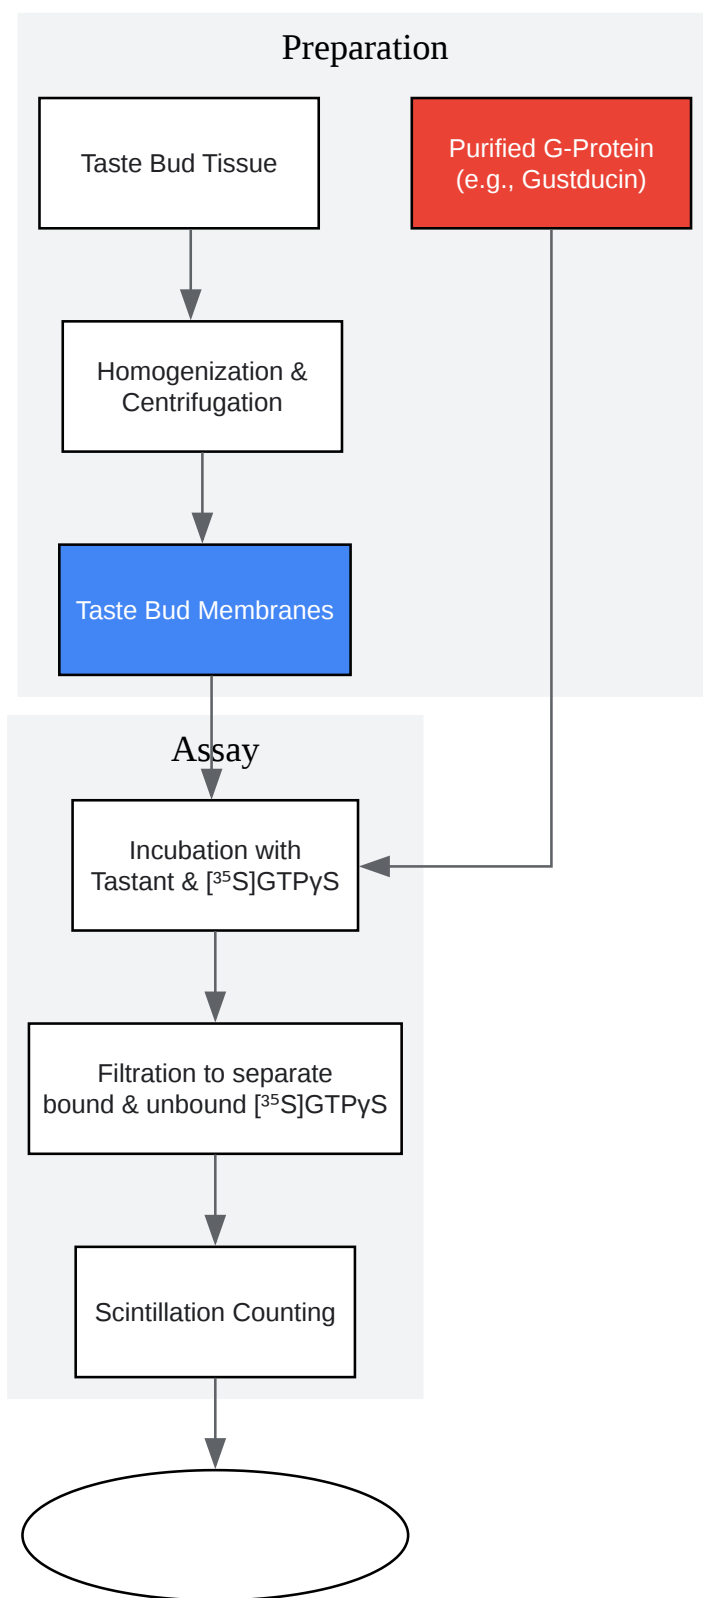 Preparation
Taste Bud Tissue
Purified G-Protein
(e.g., Gustducin)
Homogenization &
Centrifugation
Taste Bud Membranes
Assay
Incubation with
Tastant & [³⁵S]GTPγS
Filtration to separate
bound & unbound [³⁵S]GTPγS
Scintillation Counting